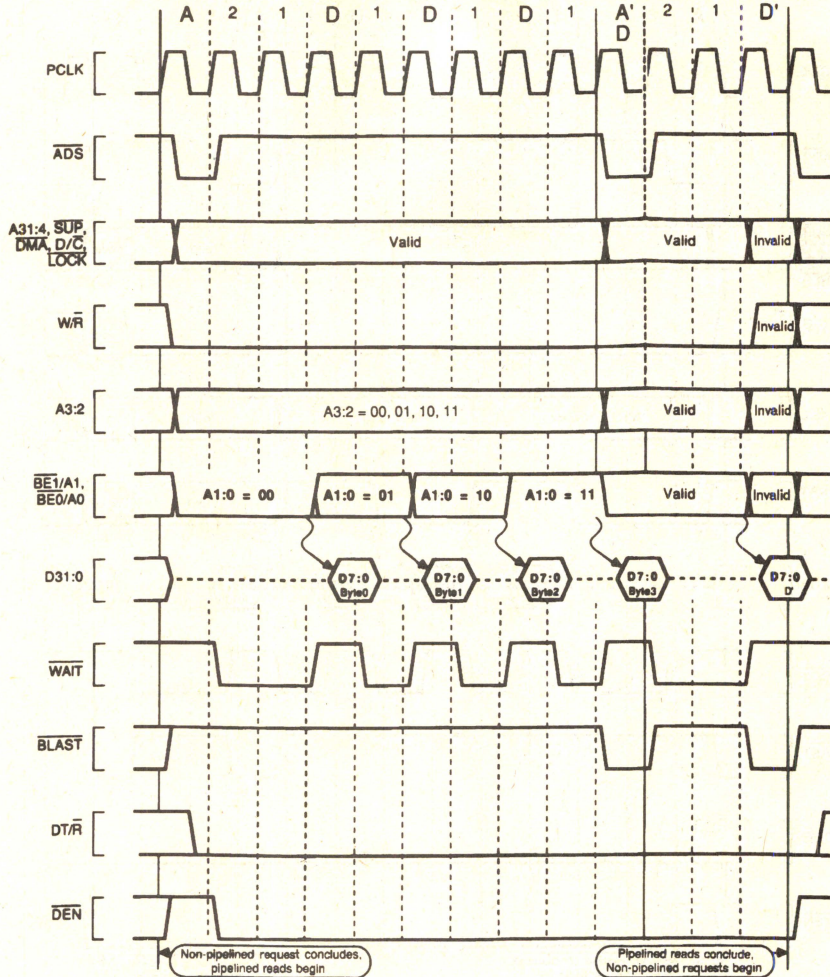 A 2 1 D 1 D 1 D 1 A' 2 1 D'
D
PCLK
ADS
A31:4, SUP,
DMA, D/C,
LOCK
Valid Valid Invalid
W/R
Invalid
A3:2
A3:2 = 00, 01, 10, 11 Valid Invalid
BE1/A1,
BE0/A0
A1:0 = 00 A1:0 = 01 A1:0 = 10 A1:0 = 11 Valid Invalid
D31:0
D7:0 D7:0 D7:0 D7:0 D7:0
Byte0 Byte1 Byte2 Byte3 D'
WAIT
BLAST
DT/R
DEN
Non-pipelined request concludes,
pipelined reads begin
Pipelined reads conclude,
Non-pipelined requests begin